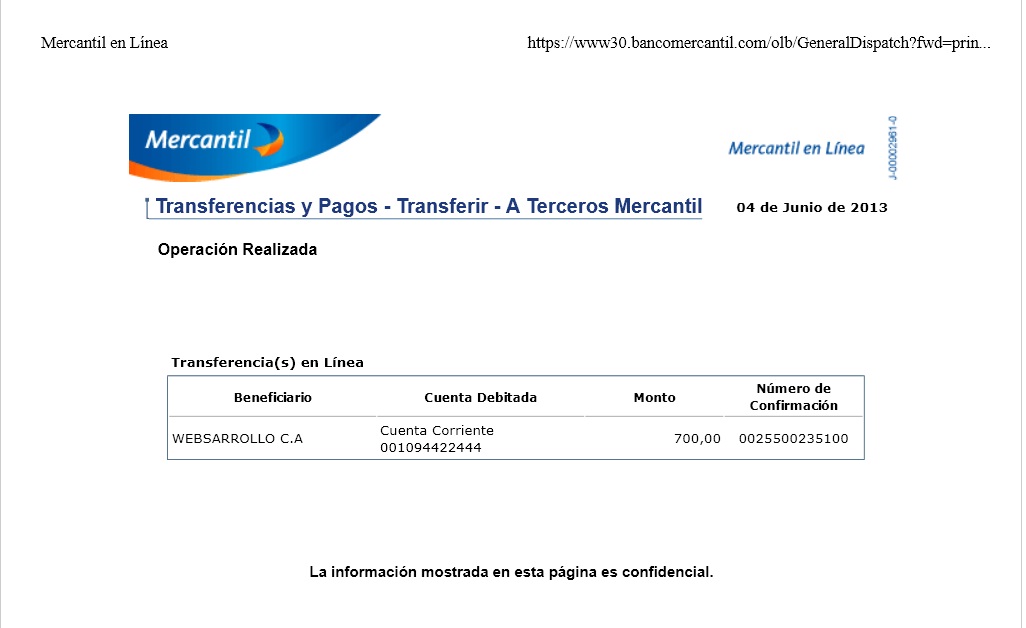 Mercantil en Línea
https://www30.bancomercantil.com/olb/GeneralDispatch?fwd=prin...
Mercantil
Mercantil en Línea
J-00002961-0
Transferencias y Pagos - Transferir - A Terceros Mercantil
04 de Junio de 2013
Operación Realizada
Transferencia(s) en Línea
Beneficiario
Cuenta Debitada
Monto
Número de
Confirmación
WEBSARROLLO C.A
Cuenta Corriente
001094422444
700,00
0025500235100
La información mostrada en esta página es confidencial.